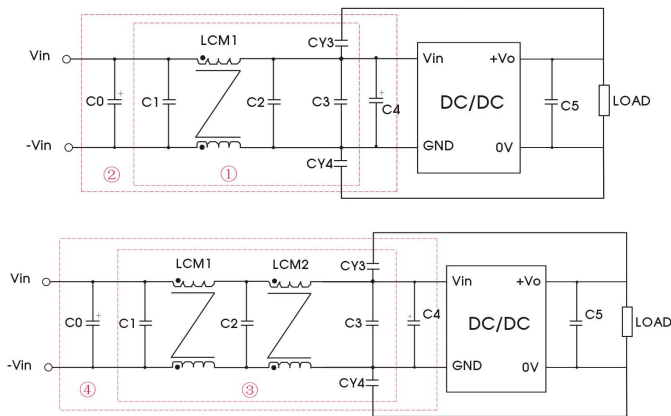 LCM1
CY3
Vin
Vin
+Vo
C0
+
C1
C2
C3
+
C4
DC/DC
C5
LOAD
-Vin
GND
0V
②
①
CY4
LCM1
LCM2
CY3
Vin
Vin
+Vo
C0
+
C1
C2
C3
+
C4
DC/DC
C5
LOAD
-Vin
GND
0V
④
③
CY4